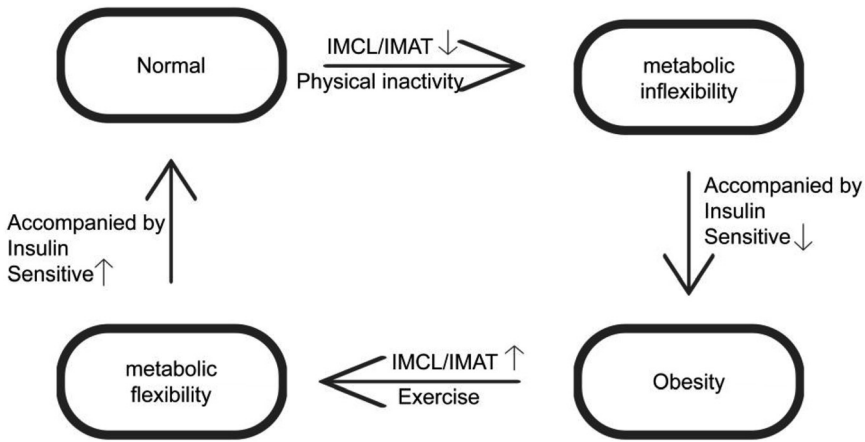 Normal
IMCL/IMAT ↓
Physical inactivity
metabolic
inflexibility
Accompanied by
Insulin
Sensitive ↓
Obesity
IMCL/IMAT ↑
Exercise
metabolic
flexibility
Accompanied by
Insulin
Sensitive ↑